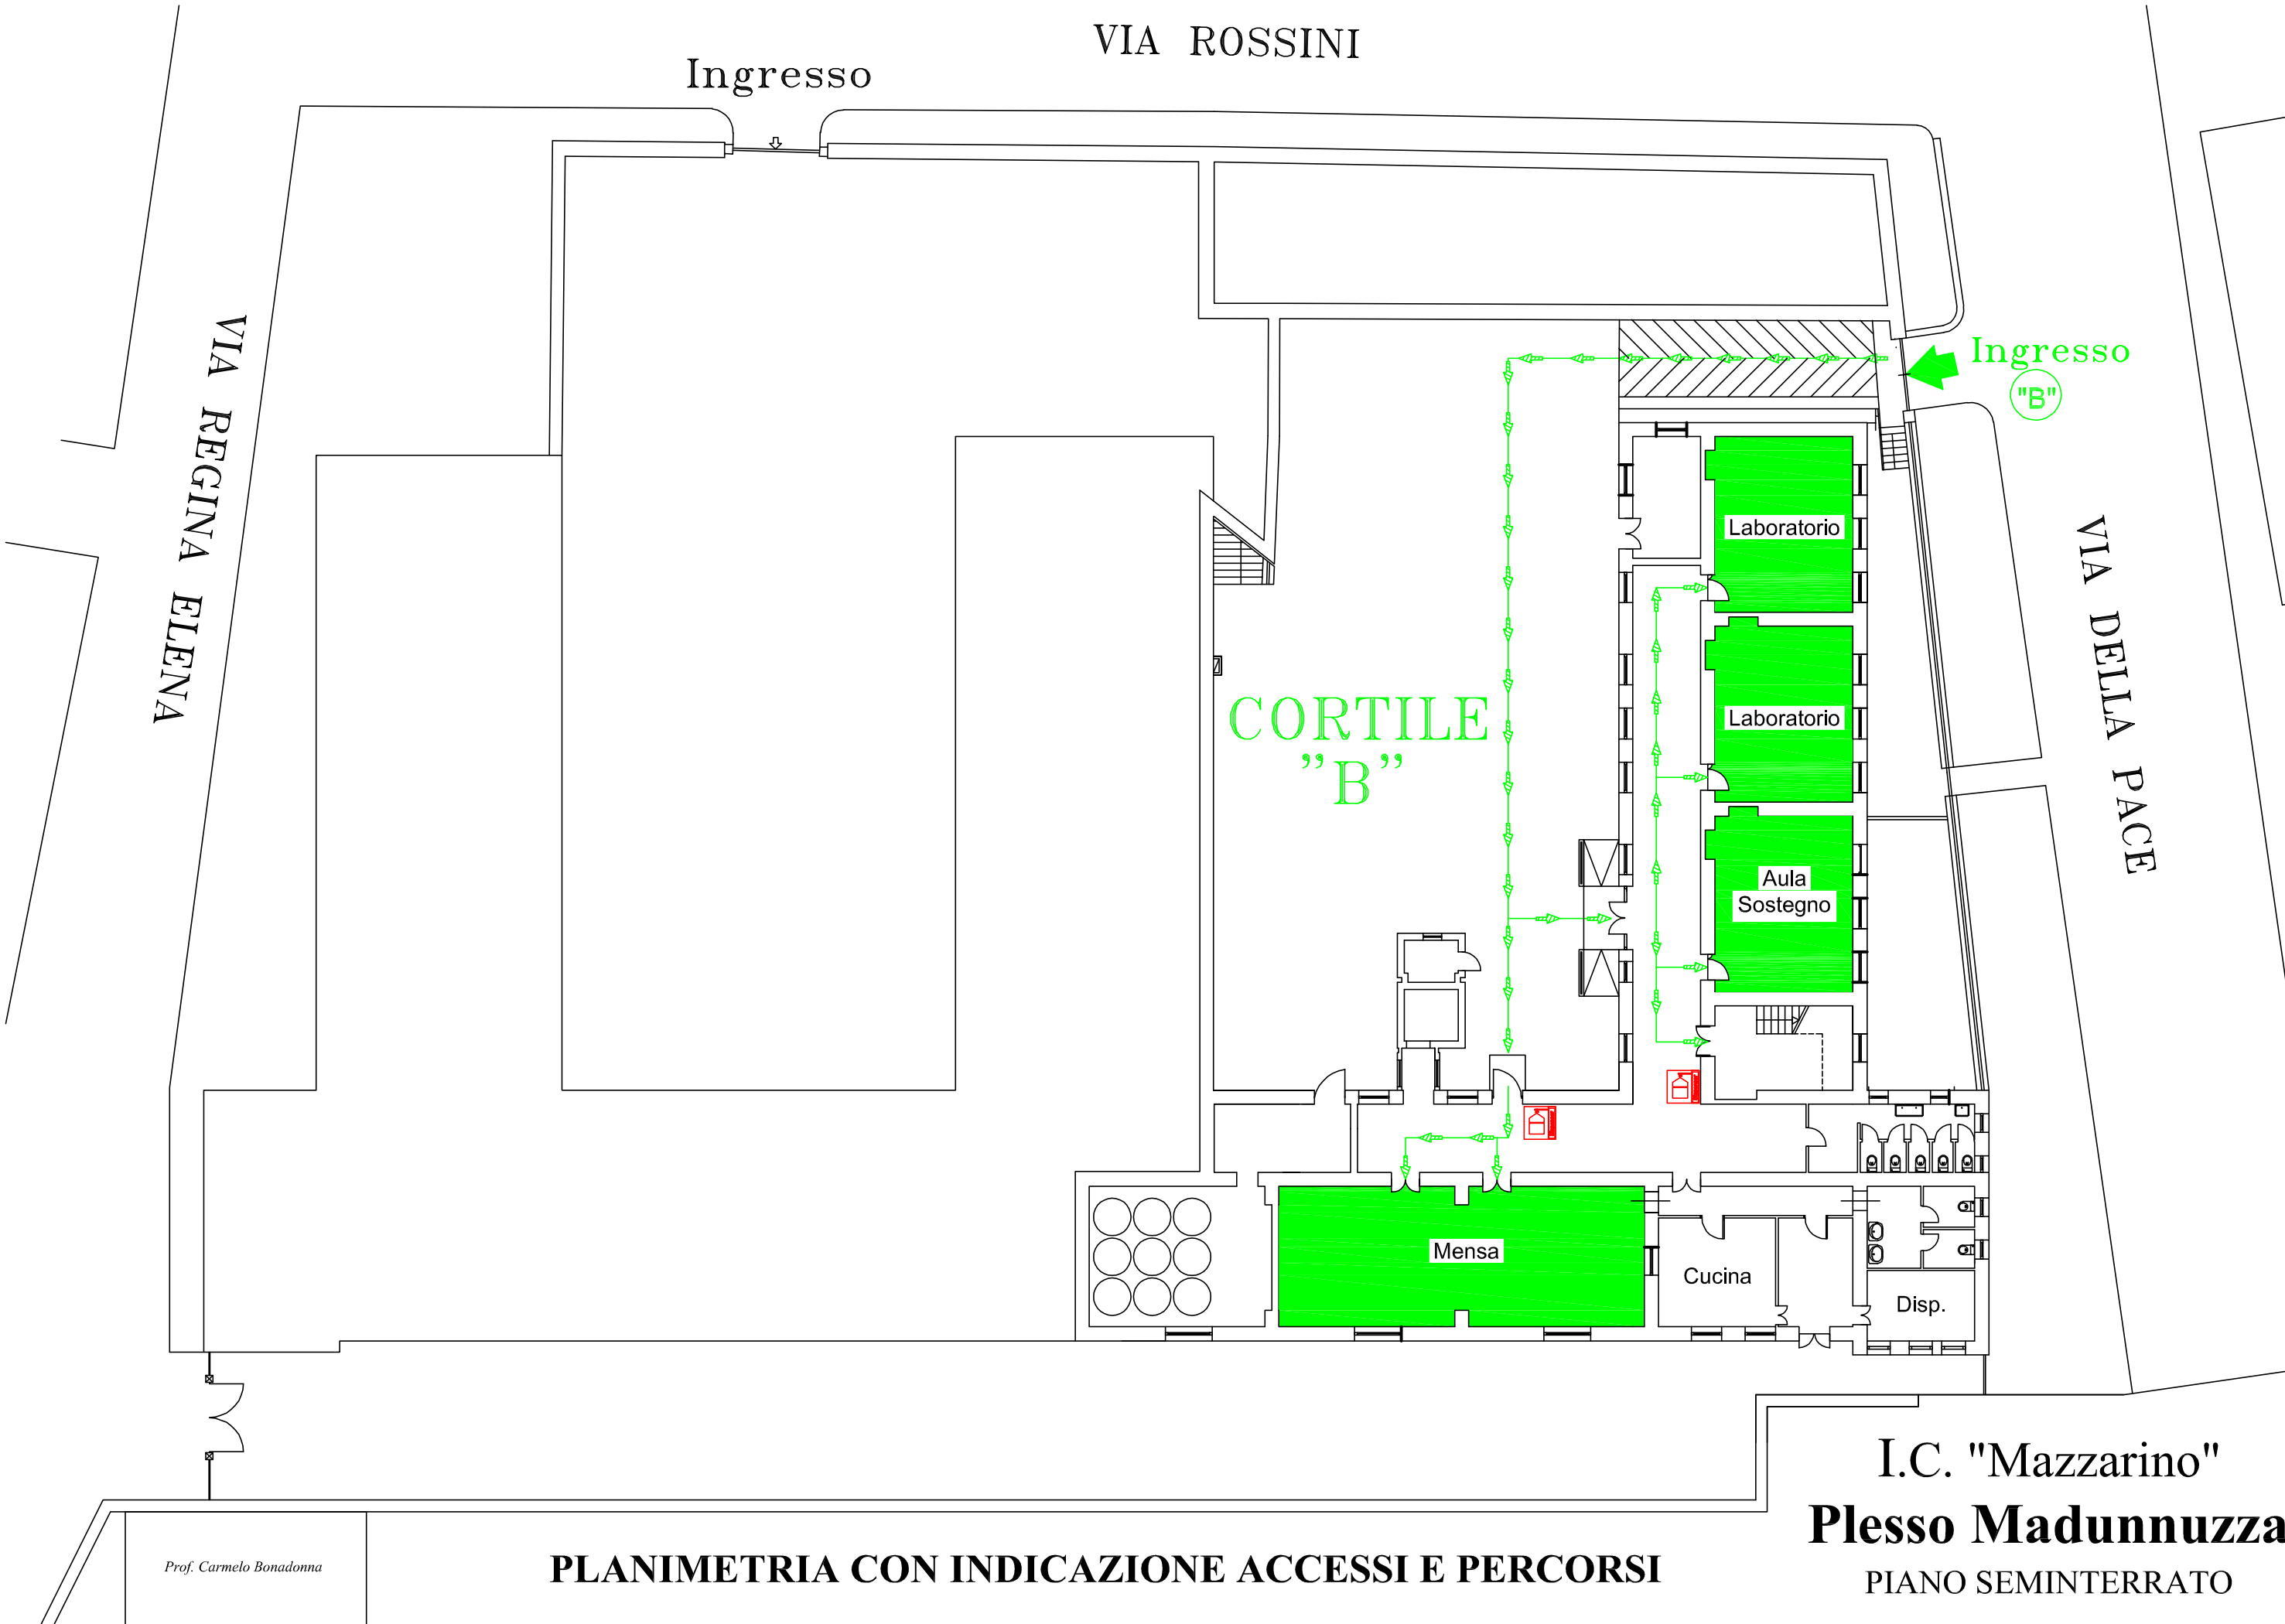 VIA ROSSINI
Ingresso
VIA REGINA ELENA
Ingresso
"B"
VIA DELLA PACE
CORTILE
"B"
Laboratorio
Laboratorio
Aula
Sostegno
Mensa
Cucina
Disp.
I.C. "Mazzarino"
Plesso Madunnuzza
PIANO SEMINTERRATO
PLANIMETRIA CON INDICAZIONE ACCESSI E PERCORSI
Prof. Carmelo Bonadonna